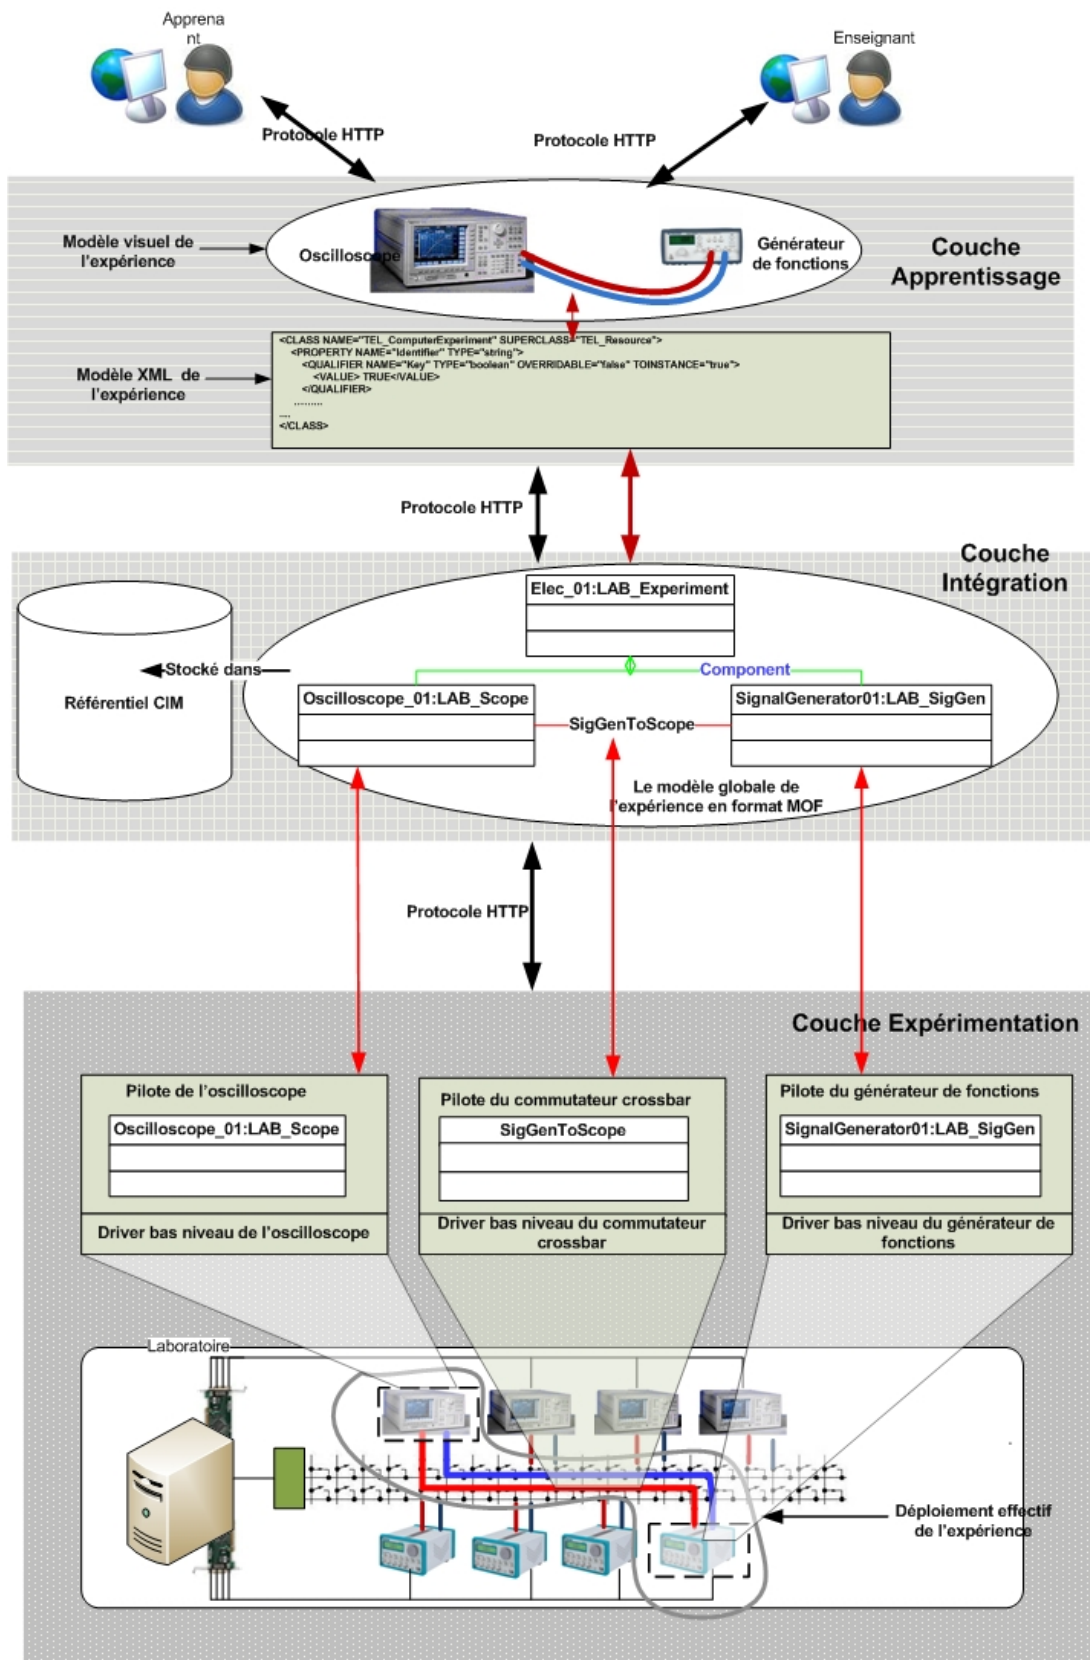 Apprena
nt
Enseignant
Protocole HTTP
Protocole HTTP
Modèle visuel de
l'expérience
Oscilloscope
Générateur
de fonctions
Couche
Apprentissage
Modèle XML de
l'expérience
<CLASS NAME="TEL_ComputerExperiment" SUPERCLASS="TEL_Resource">
<PROPERTY NAME="Identifier" TYPE="string">
<QUALIFIER NAME="Key" TYPE="boolean" OVERRIDABLE="false" TOINSTANCE="true">
<VALUE> TRUE</VALUE>
</QUALIFIER>
..........
....
</CLASS>
Protocole HTTP
Couche
Intégration
Elec_01:LAB_Experiment
Stocké dans
Component
Référentiel CIM
Oscilloscope_01:LAB_Scope
SigGenToScope
SignalGenerator01:LAB_SigGen
Le modèle globale de
l'expérience en format MOF
Protocole HTTP
Couche Expérimentation
Pilote de l'oscilloscope
Oscilloscope_01:LAB_Scope
Driver bas niveau de l'oscilloscope
Pilote du commutateur crossbar
SigGenToScope
Driver bas niveau du commutateur
crossbar
Pilote du générateur de fonctions
SignalGenerator01:LAB_SigGen
Driver bas niveau du générateur de
fonctions
Laboratoire
Déploiement effectif
de l'expérience